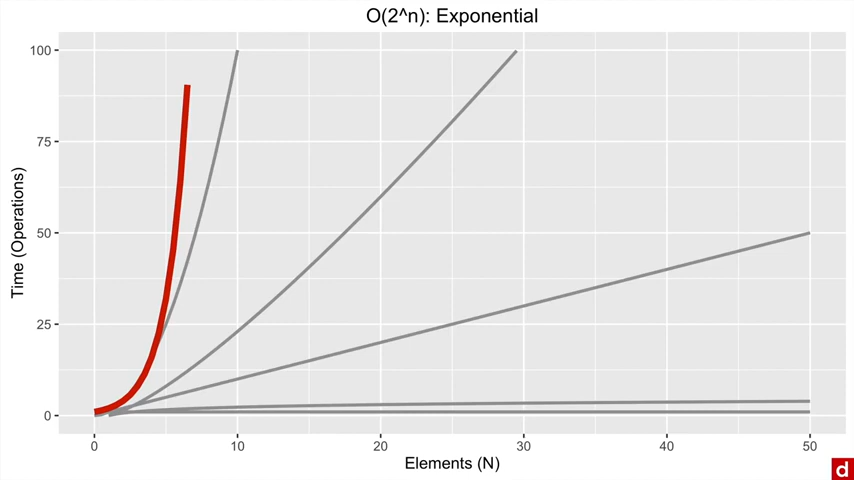 O(2^n): Exponential
100
75
50
25
0
Time (Operations)
0 10 20 30 40 50
Elements (N)
d